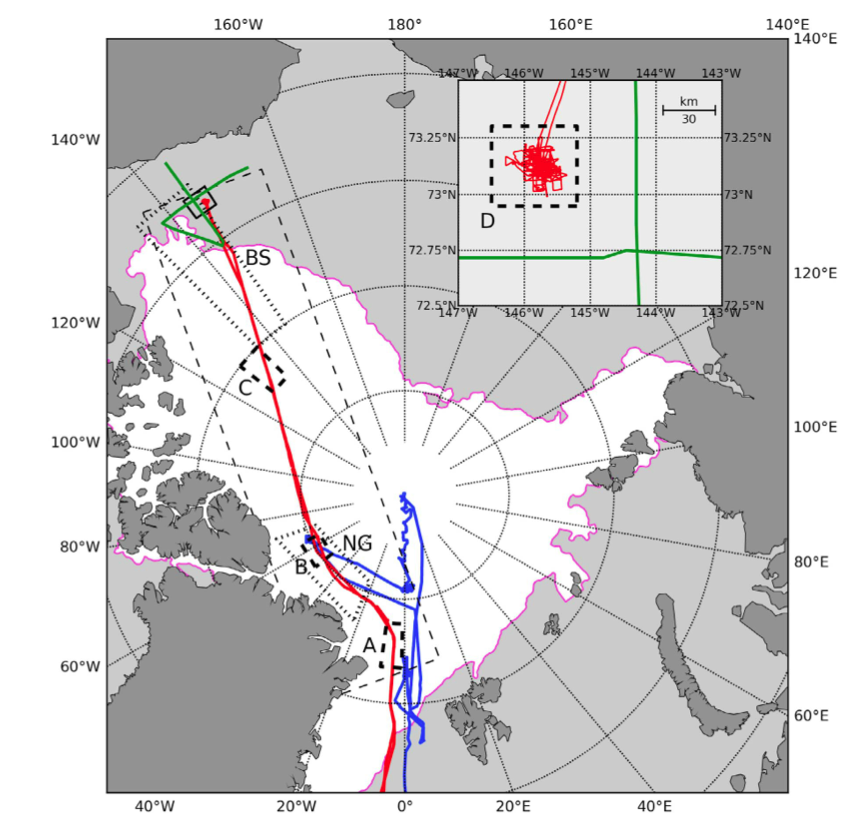 160°W 180° 160°E 140°E
140°E
147°W 146°W 145°W 144°W 143°W
km
30
73.25°N 73.25°N
140°W
73°N 73°N
D
72.75°N 72.75°N
BS
120°E
72.5°N 72.5°N
147°W 146°W 145°W 144°W 143°W
120°W
C
100°E
100°W
NG
80°W
B
80°E
A
60°W
60°E
40°W 20°W 0° 20°E 40°E